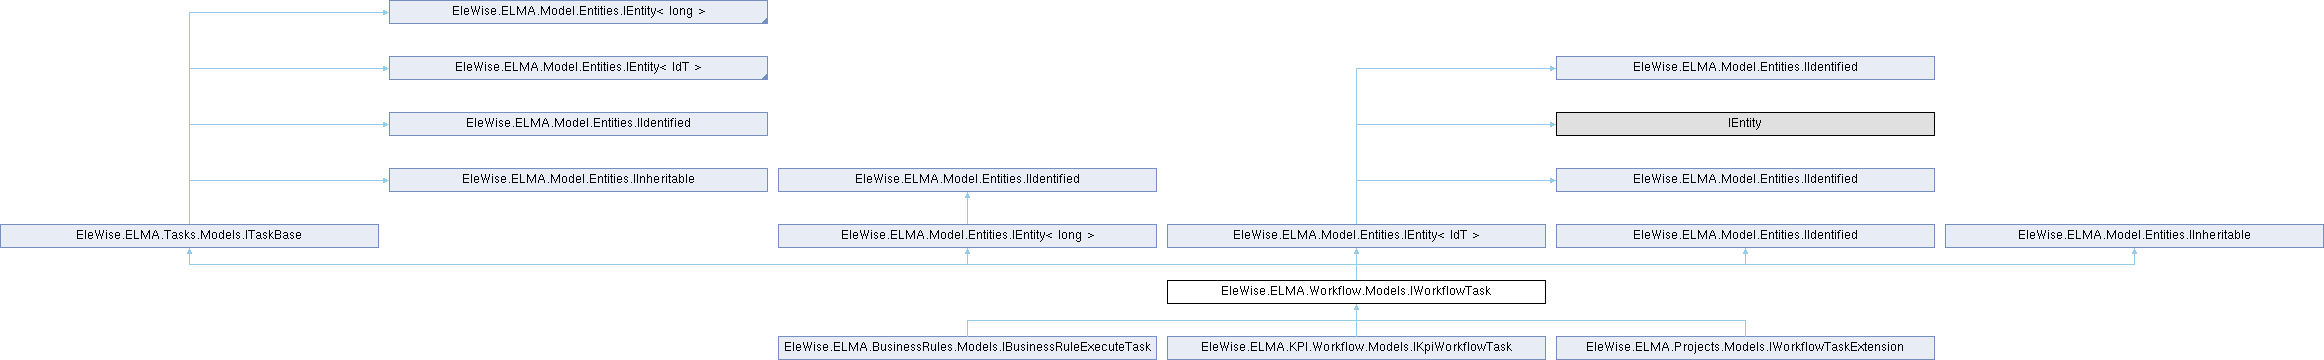 EleWise.ELMA.Model.Entities.IEntity< long >
EleWise.ELMA.Model.Entities.IEntity< IdT >
EleWise.ELMA.Model.Entities.IIdentified
EleWise.ELMA.Model.Entities.IIdentified
IEntity
EleWise.ELMA.Model.Entities.IInheritable
EleWise.ELMA.Model.Entities.IIdentified
EleWise.ELMA.Model.Entities.IIdentified
EleWise.ELMA.Tasks.Models.ITaskBase
EleWise.ELMA.Model.Entities.IEntity< long >
EleWise.ELMA.Model.Entities.IEntity< IdT >
EleWise.ELMA.Model.Entities.IIdentified
EleWise.ELMA.Model.Entities.IInheritable
EleWise.ELMA.Workflow.Models.IWorkflowTask
EleWise.ELMA.BusinessRules.Models.IBusinessRuleExecuteTask
EleWise.ELMA.KPI.Workflow.Models.IKpiWorkflowTask
EleWise.ELMA.Projects.Models.IWorkflowTaskExtension